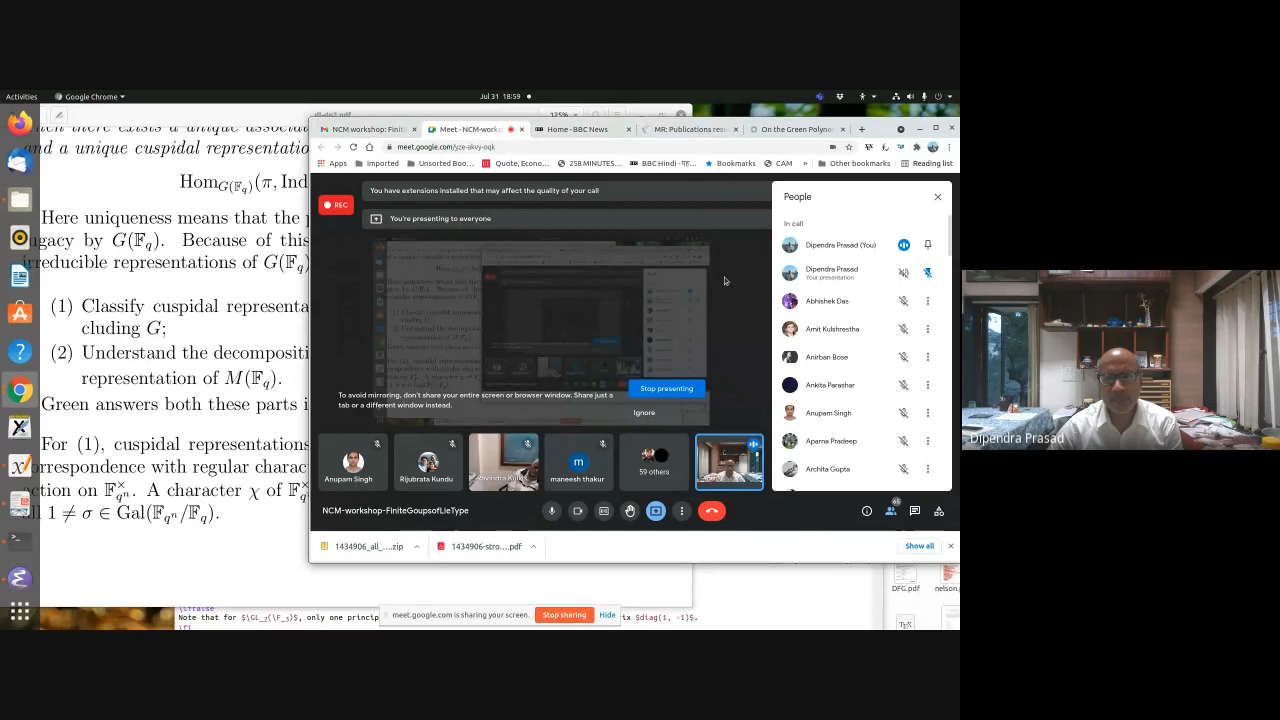 Activities
Google Chrome
Jul 31 18:59
125%
NCM workshop: Finit
Meet - NCM-works
Home - BBC News
MR: Publications resu
On the Green Polyno
meet.google.com/yze-akvy-oqk
Apps
Imported
Unsorted Boo...
Quote, Econo...
258 MINUTES...
BBC Hindi - मुख...
Bookmarks
CAM
»
Other bookmarks
Reading list
and a unique cuspidal representatio
Hom_{G(𝔽_q)}(π, Ind
Here uniqueness means that the
ugacy by G(𝔽_q). Because of this
irreducible representations of G(𝔽_q
(1) Classify cuspidal representa
cluding G;
(2) Understand the decompositi
representation of M(𝔽_q).
Green answers both these parts i
For (1), cuspidal representations
orrespondence with regular charac
ction on 𝔽_{q^n}^×. A character χ of 𝔽
ll 1 ≠ σ ∈ Gal(𝔽_{q^n}/𝔽_q).
You have extensions installed that may affect the quality of your call
REC
You're presenting to everyone
To avoid mirroring, don't share your entire screen or browser window. Share just a
tab or a different window instead.
Stop presenting
Ignore
Anupam Singh
Rijubrata Kundu
m
maneesh thakur
59 others
NCM-workshop-FiniteGoupsofLieType
People
In call
Dipendra Prasad (You)
Dipendra Prasad
Your presentation
Abhishek Das
Amit Kulshrestha
Anirban Bose
Ankita Parashar
Anupam Singh
Aparna Pradeep
Archita Gupta
65
1434906_all_....zip
1434906-stro....pdf
Show all
DFG.pdf
nelson.
\iffalse
meet.google.com is sharing your screen.
Stop sharing
Hide
Note that for $\GL_2(\F_3)$, only one princip
ix $diag(1, -1)$.
\fi
Dipendra Prasad